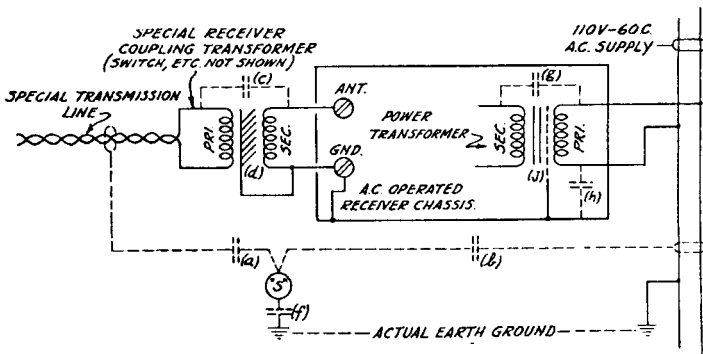 SPECIAL RECEIVER
COUPLING TRANSFORMER
(SWITCH, ETC. NOT SHOWN)
110V-60C.
A.C. SUPPLY
SPECIAL TRANSMISSION
LINE
(c)
ANT.
(g)
PRI.
SEC.
(d)
GND.
POWER
TRANSFORMER
SEC.
PRI.
(J)
(h)
A.C. OPERATED
RECEIVER CHASSIS.
(a)
(b)
"S"
(f)
ACTUAL EARTH GROUND